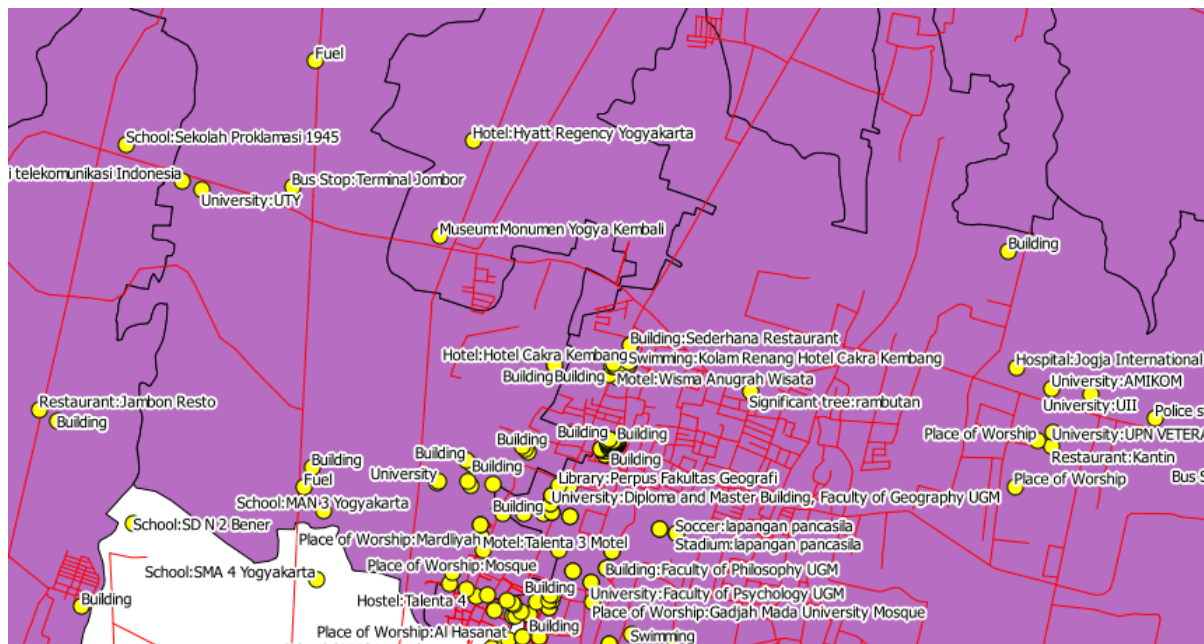 Fuel
School:Sekolah Proklamasi 1945
Hotel:Hyatt Regency Yogyakarta
i telekomunikasi Indonesia
Bus Stop:Terminal Jombor
University:UTY
Museum:Monumen Yogya Kembali
Building
Building:Sederhana Restaurant
Hotel:Hotel Cakra Kembang
Swimming:Kolam Renang Hotel Cakra Kembang
Hospital:Jogja International
Building
Building
Motel:Wisma Anugrah Wisata
University:AMIKOM
Significant tree:rambutan
University:UII
Restaurant:Jambon Resto
Police s
Building
Building
Building
Building
Place of Worship
University:UPN VETERA
Building
Building
Building
Restaurant:Kantin
Building
University
Library:Perpus Fakultas Geografi
Place of Worship
Bus S
Fuel
School:MAN 3 Yogyakarta
Building
University:Diploma and Master Building, Faculty of Geography UGM
School:SD N 2 Bener
Soccer:lapangan pancasila
Place of Worship:Mardliyah
Motel:Talenta 3 Motel
Stadium:lapangan pancasila
Place of Worship:Mosque
Building:Faculty of Philosophy UGM
School:SMA 4 Yogyakarta
Building
University:Faculty of Psychology UGM
Building
Hostel:Talenta 4
Place of Worship:Gadjah Mada University Mosque
Building
Place of Worship:Al Hasanat
Swimming